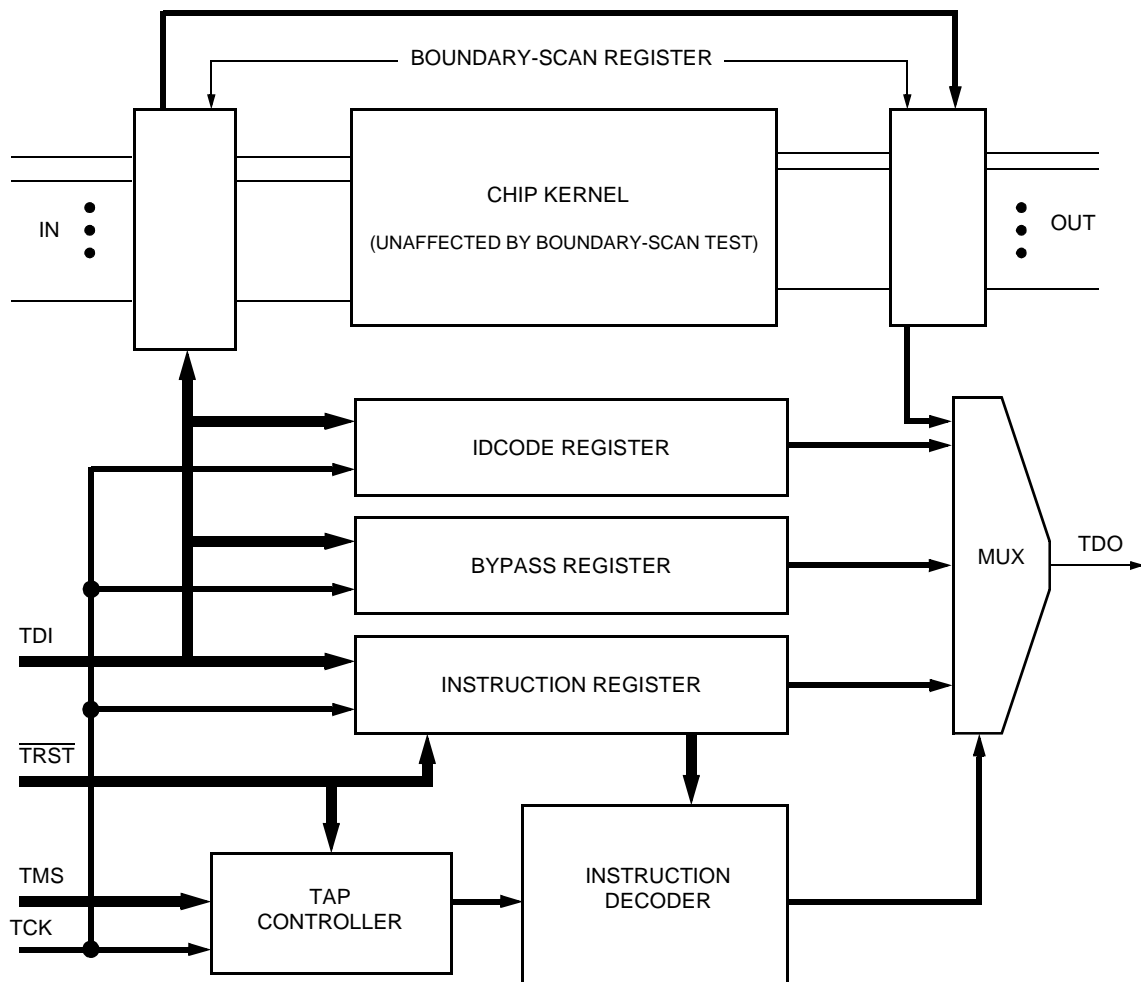 BOUNDARY-SCAN REGISTER
CHIP KERNEL
(UNAFFECTED BY BOUNDARY-SCAN TEST)
IN
OUT
IDCODE REGISTER
BYPASS REGISTER
MUX
TDO
TDI
INSTRUCTION REGISTER
TRST
TMS
TCK
TAP
CONTROLLER
INSTRUCTION
DECODER